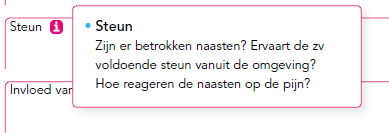 Steun
Steun
Zijn er betrokken naasten? Ervaart de zv
voldoende steun vanuit de omgeving?
Hoe reageren de naasten op de pijn?
Invloed